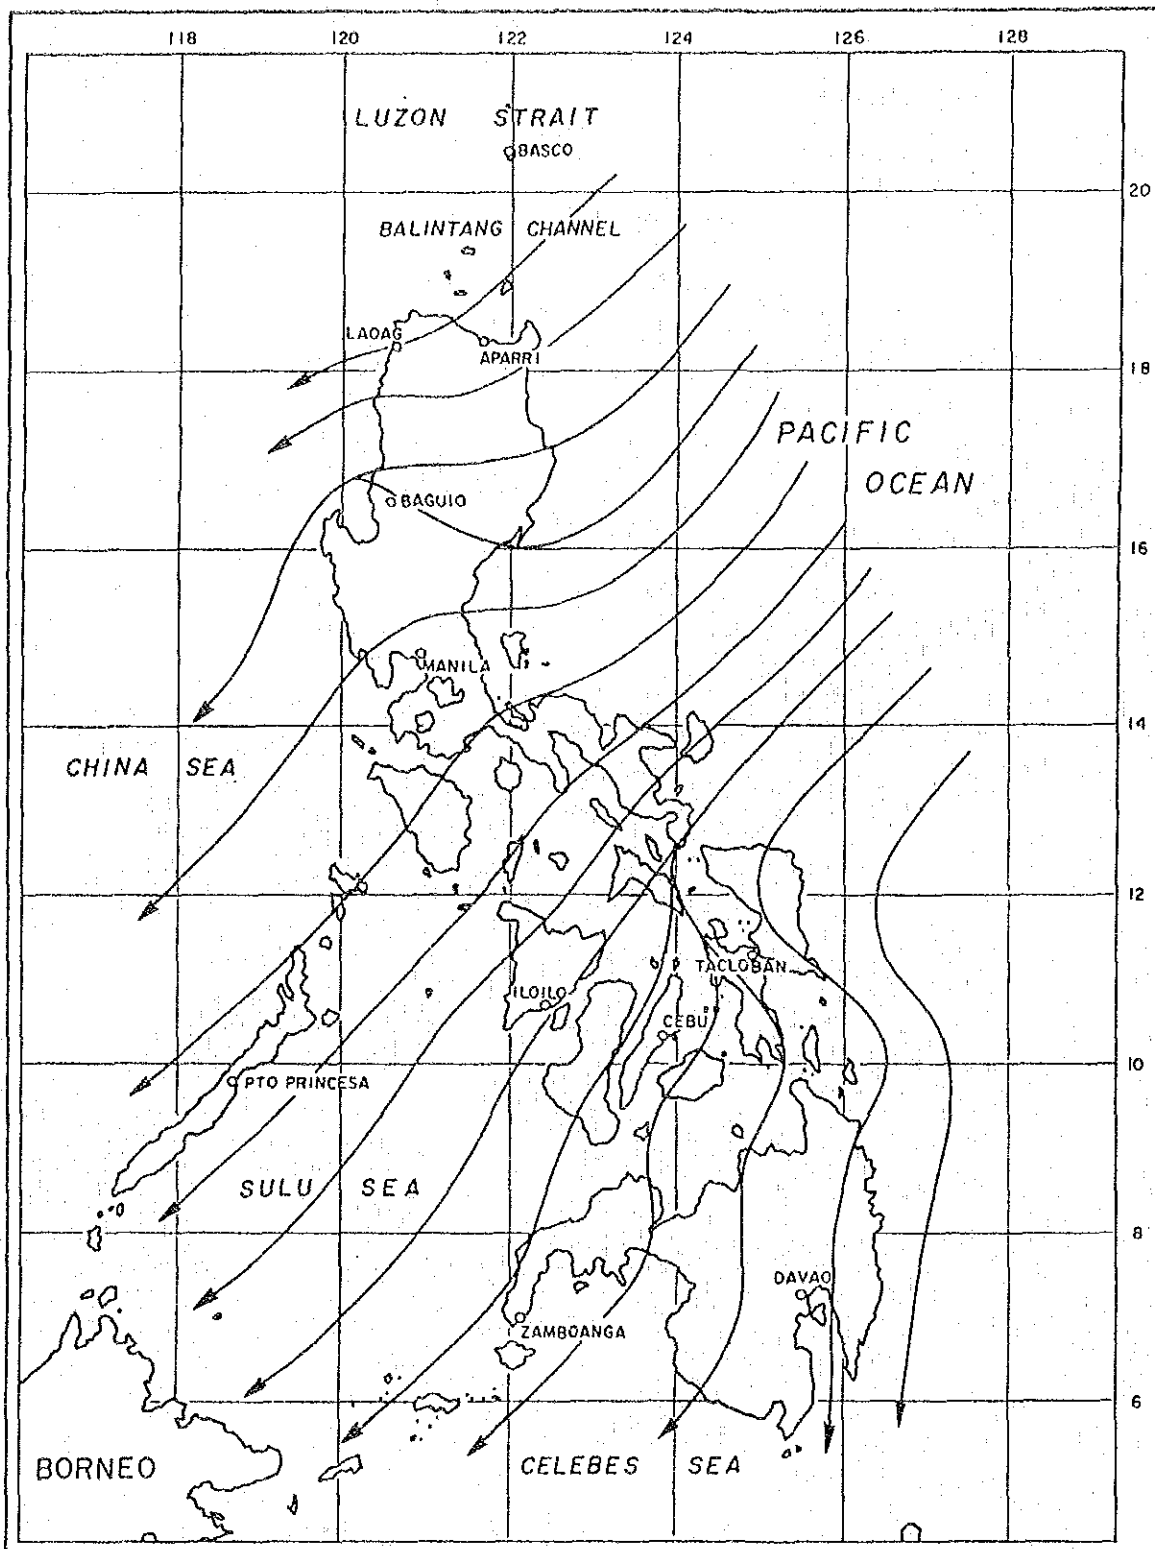 118 120 122 124 126 128
LUZON STRAIT
BASCO
20
BALINTANG CHANNEL
LAOAG
APARRI
18
PACIFIC
OCEAN
BAGUIO
16
MANILA
14
CHINA SEA
12
TACLOBAN
ILOILO
CEBU
10
PTO PRINCESA
SULU SEA
8
DAVAO
ZAMBOANGA
6
BORNEO
CELEBES SEA